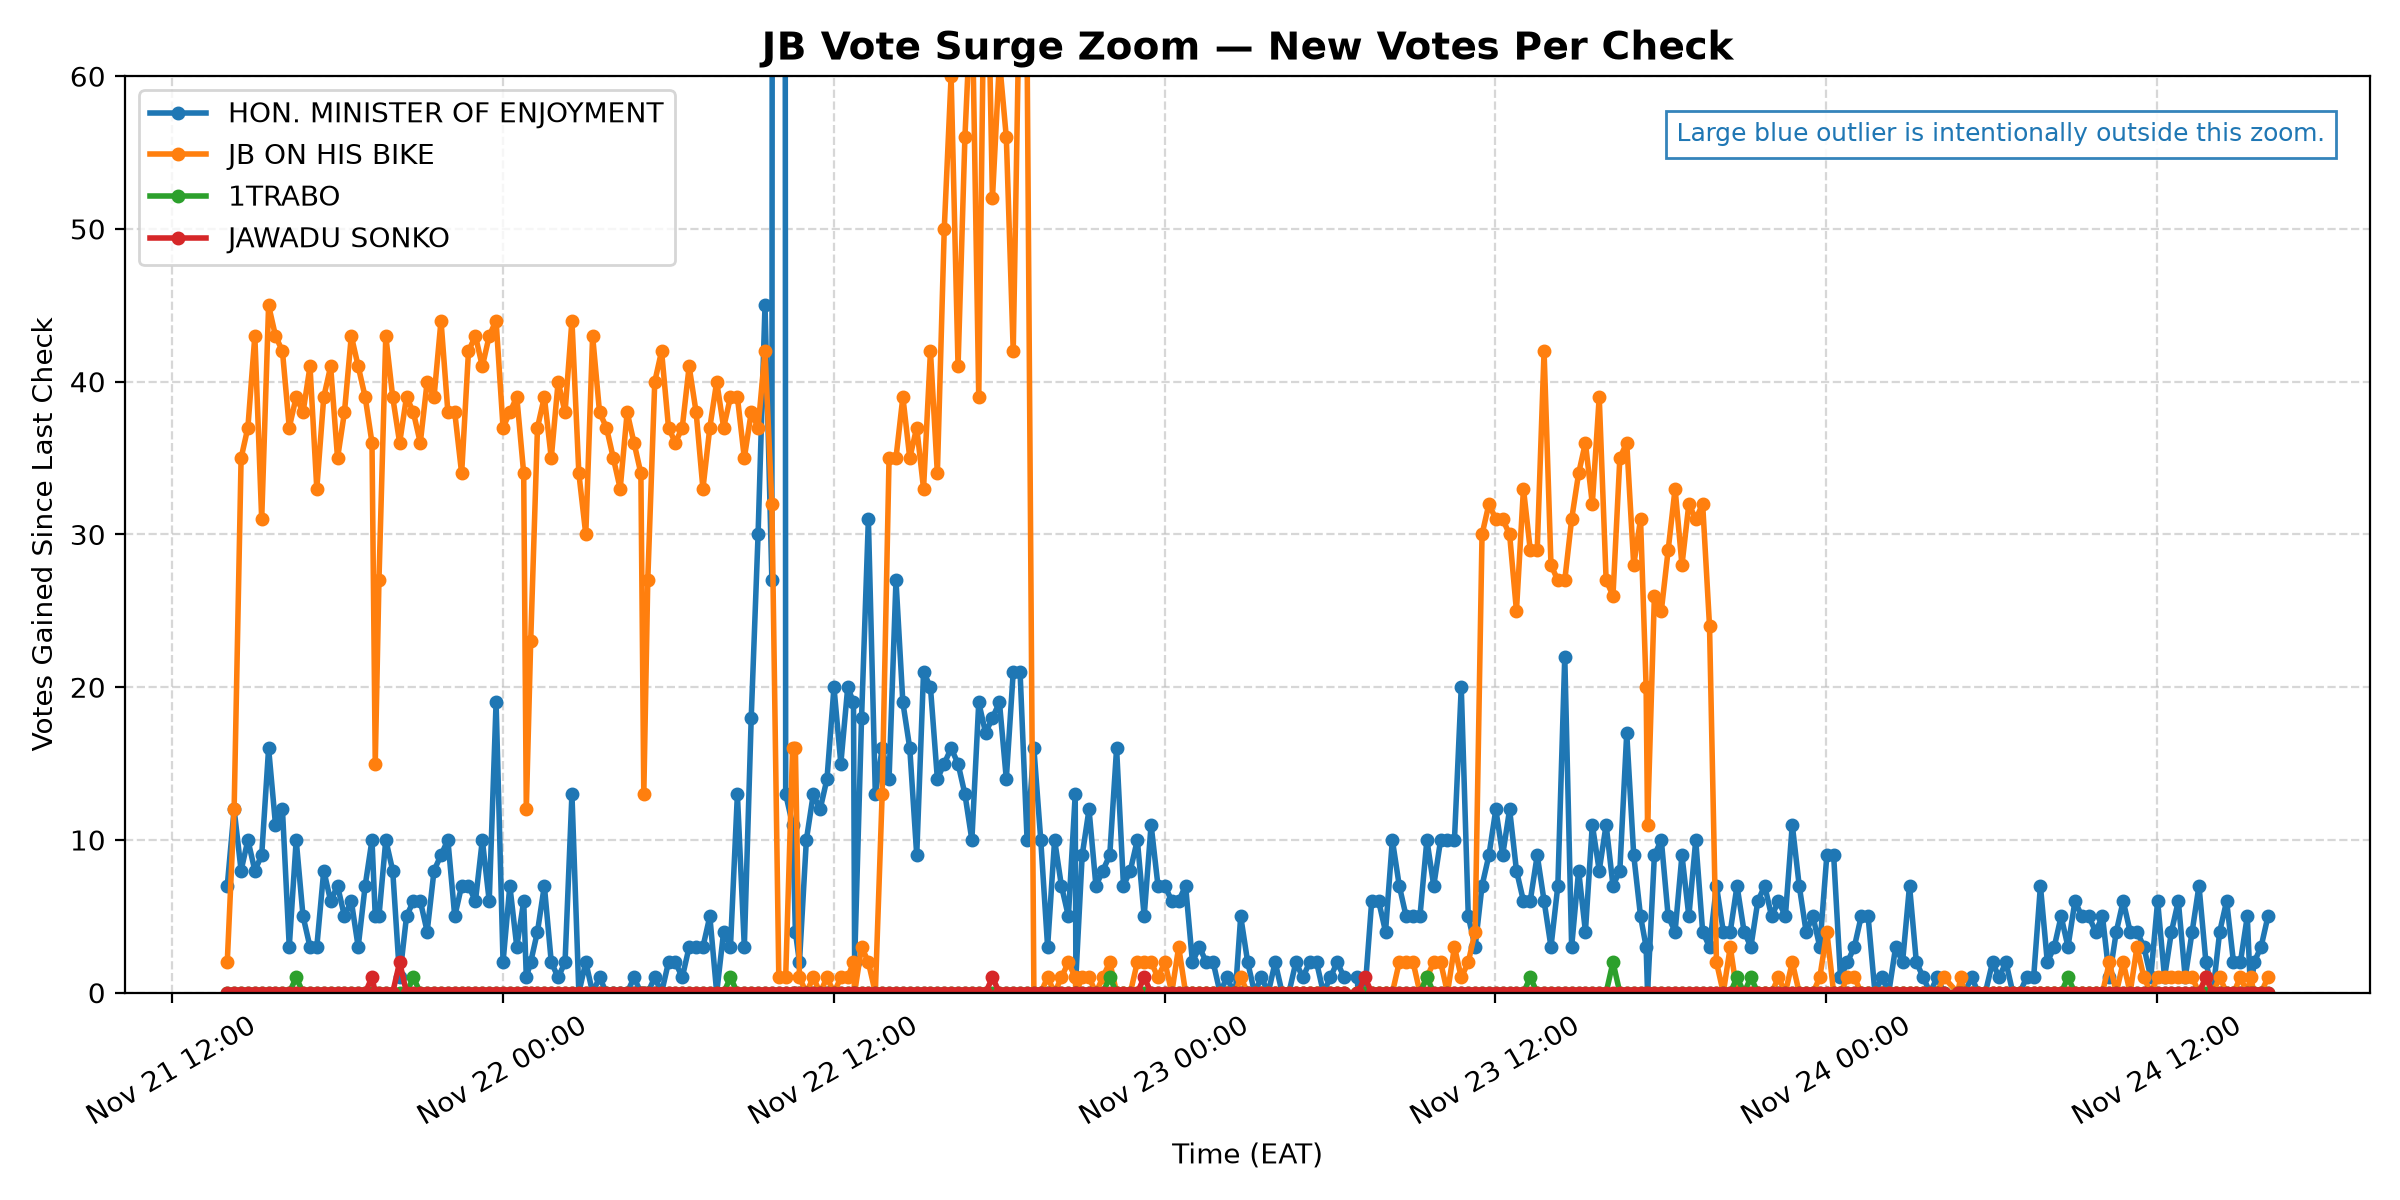 JB Vote Surge Zoom — New Votes Per Check
60
50
40
30
20
10
0
Votes Gained Since Last Check
HON. MINISTER OF ENJOYMENT
JB ON HIS BIKE
1TRABO
JAWADU SONKO
Large blue outlier is intentionally outside this zoom.
Nov 21 12:00
Nov 22 00:00
Nov 22 12:00
Nov 23 00:00
Nov 23 12:00
Nov 24 00:00
Nov 24 12:00
Time (EAT)